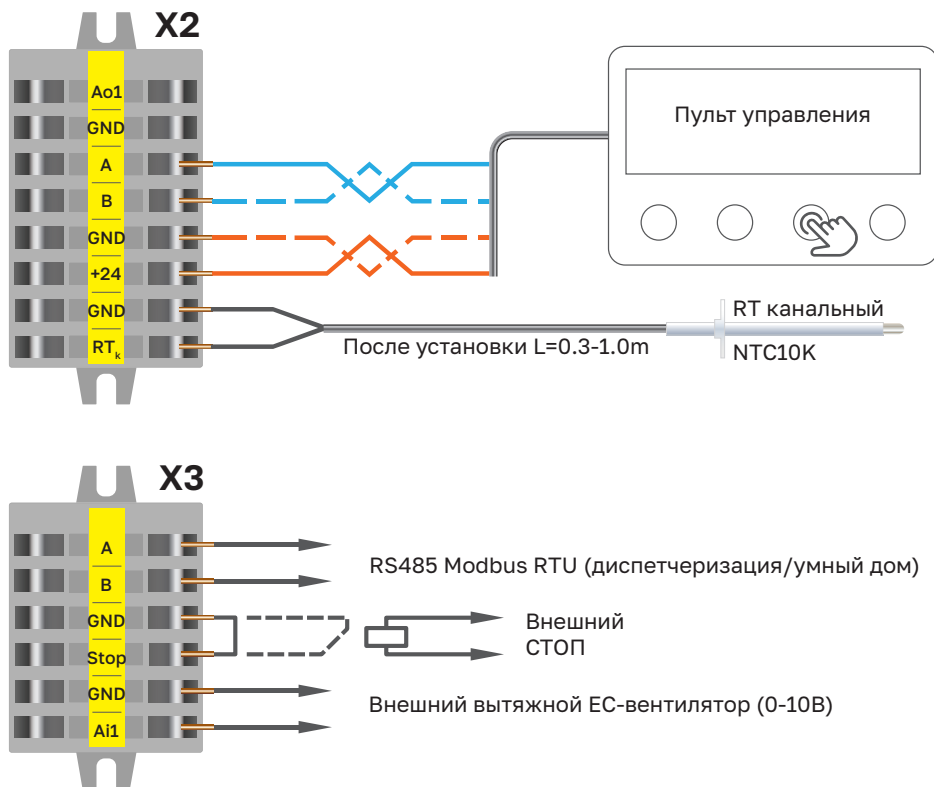 X2
Ao1
GND
A
B
GND
+24
GND
RTk
Пульт управления
RT канальный
После установки L=0.3-1.0m
NTC10K
X3
A
B
GND
Stop
GND
Ai1
RS485 Modbus RTU (диспетчеризация/умный дом)
Внешний
СТОП
Внешний вытяжной ЕС-вентилятор (0-10В)